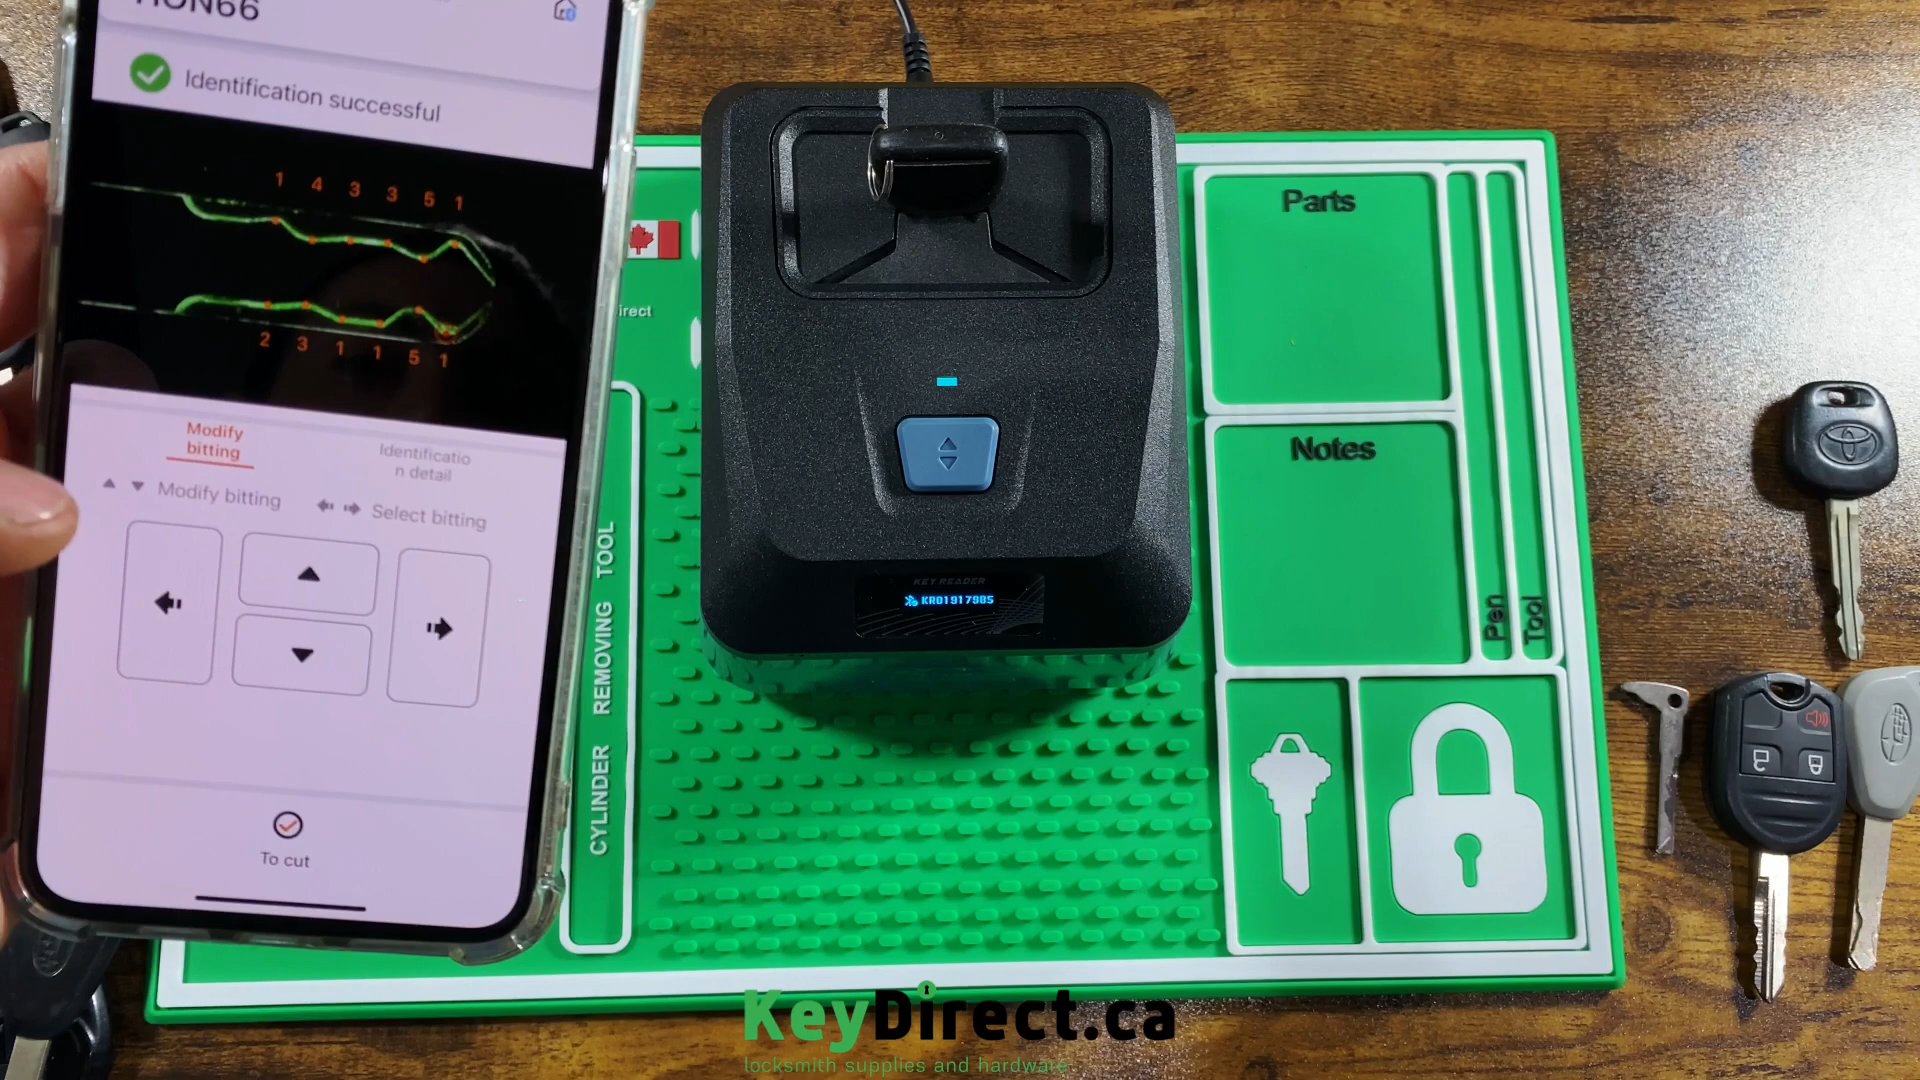 HON66
Identification successful
1 4 3 3 5 1
2 3 1 1 5 1
Modify
bitting
Identificatio
n detail
Modify bitting
Select bitting
To cut
irect
CYLINDER REMOVING TOOL
KEY READER
KR01917905
Parts
Notes
Pen
Tool
KeyDirect.ca
locksmith supplies and hardware